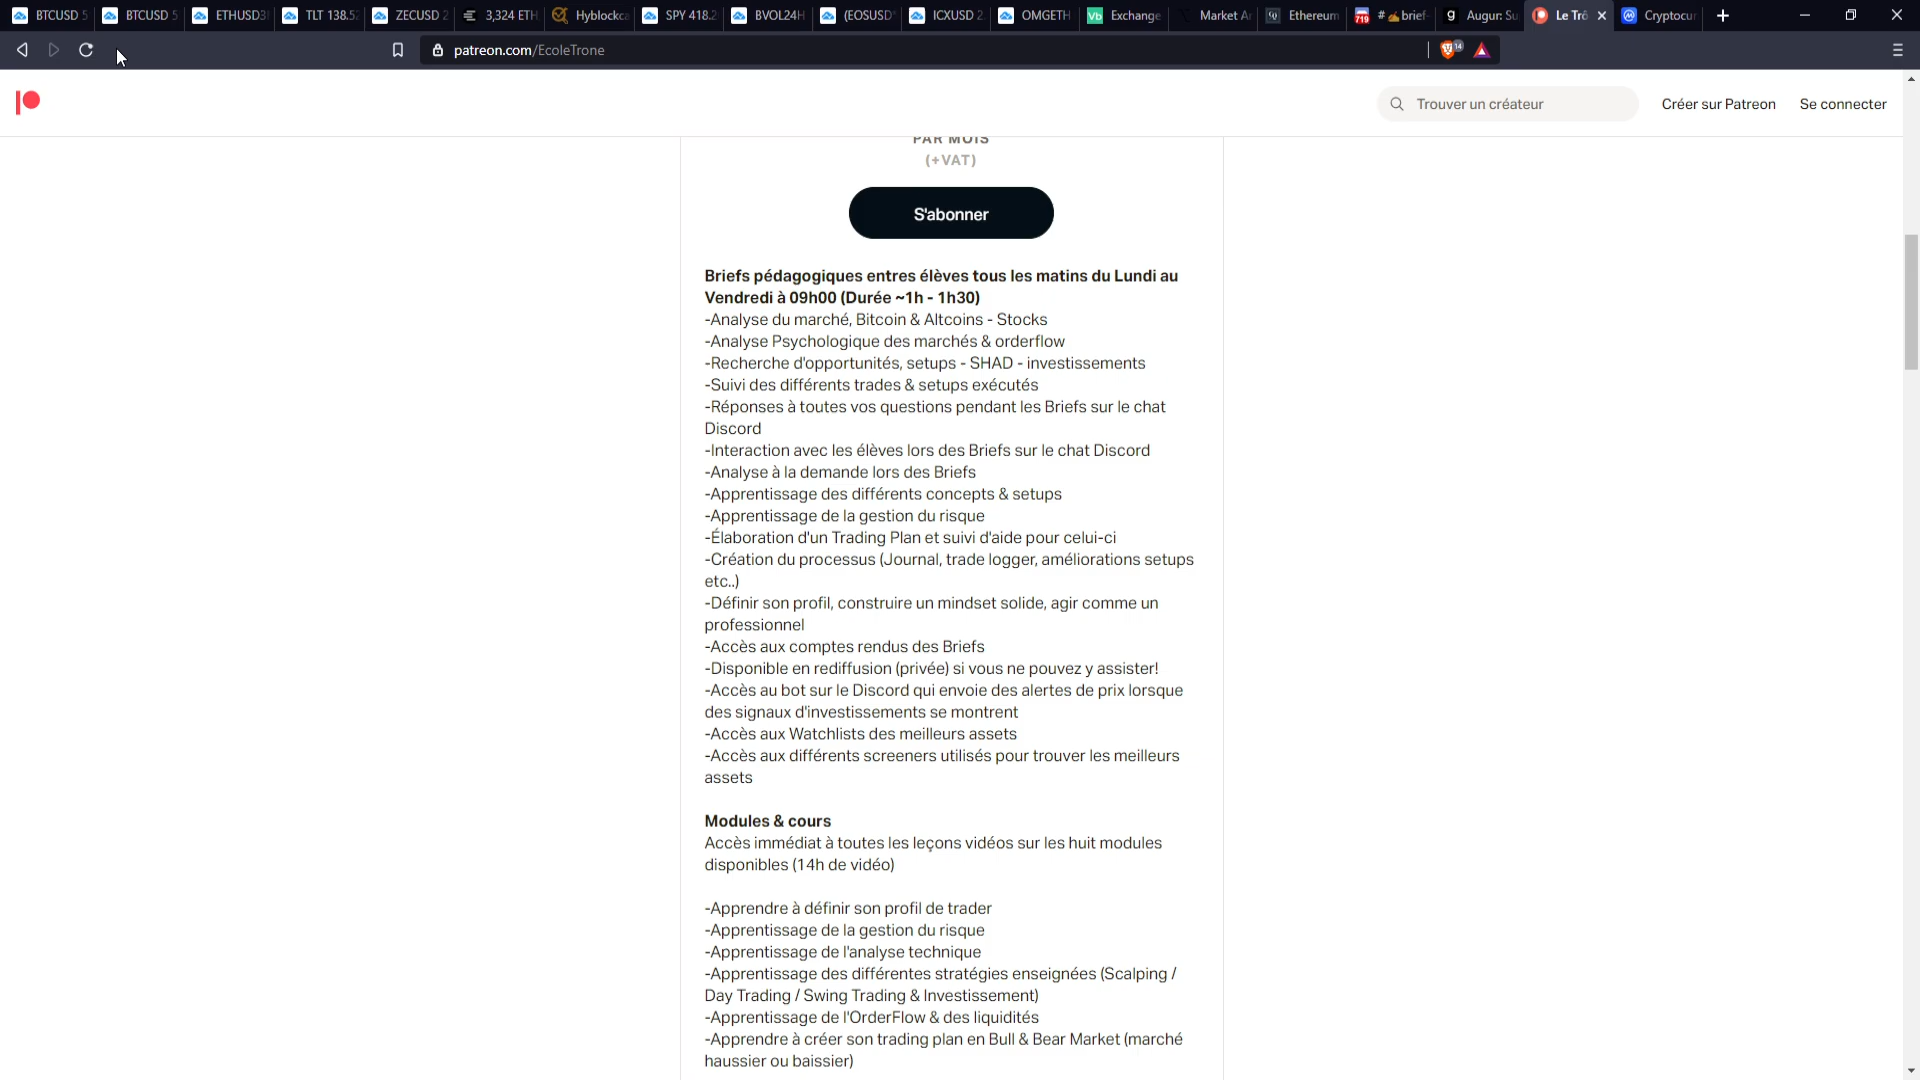 BTCUSD 5
BTCUSD 5
ETHUSD3
TLT 138.5
ZECUSD 2
3,324 ETH
Hyblockca
SPY 418.2
BVOL24H
(EOSUSD
ICXUSD 2
OMGETH
Vb Exchange
Market A
Ethereum
719 #✍brief
g Augur: Su
Le Trô
Cryptocur
patreon.com/EcoleTrone
14
Trouver un créateur
Créer sur Patreon
Se connecter
PAR MOIS
(+VAT)
S'abonner
Briefs pédagogiques entres élèves tous les matins du Lundi au
Vendredi à 09h00 (Durée ~1h - 1h30)
-Analyse du marché, Bitcoin & Altcoins - Stocks
-Analyse Psychologique des marchés & orderflow
-Recherche d'opportunités, setups - SHAD - investissements
-Suivi des différents trades & setups exécutés
-Réponses à toutes vos questions pendant les Briefs sur le chat
Discord
-Interaction avec les élèves lors des Briefs sur le chat Discord
-Analyse à la demande lors des Briefs
-Apprentissage des différents concepts & setups
-Apprentissage de la gestion du risque
-Élaboration d'un Trading Plan et suivi d'aide pour celui-ci
-Création du processus (Journal, trade logger, améliorations setups
etc..)
-Définir son profil, construire un mindset solide, agir comme un
professionnel
-Accès aux comptes rendus des Briefs
-Disponible en rediffusion (privée) si vous ne pouvez y assister!
-Accès au bot sur le Discord qui envoie des alertes de prix lorsque
des signaux d'investissements se montrent
-Accès aux Watchlists des meilleurs assets
-Accès aux différents screeners utilisés pour trouver les meilleurs
assets
Modules & cours
Accès immédiat à toutes les leçons vidéos sur les huit modules
disponibles (14h de vidéo)
-Apprendre à définir son profil de trader
-Apprentissage de la gestion du risque
-Apprentissage de l'analyse technique
-Apprentissage des différentes stratégies enseignées (Scalping /
Day Trading / Swing Trading & Investissement)
-Apprentissage de l'OrderFlow & des liquidités
-Apprendre à créer son trading plan en Bull & Bear Market (marché
haussier ou baissier)